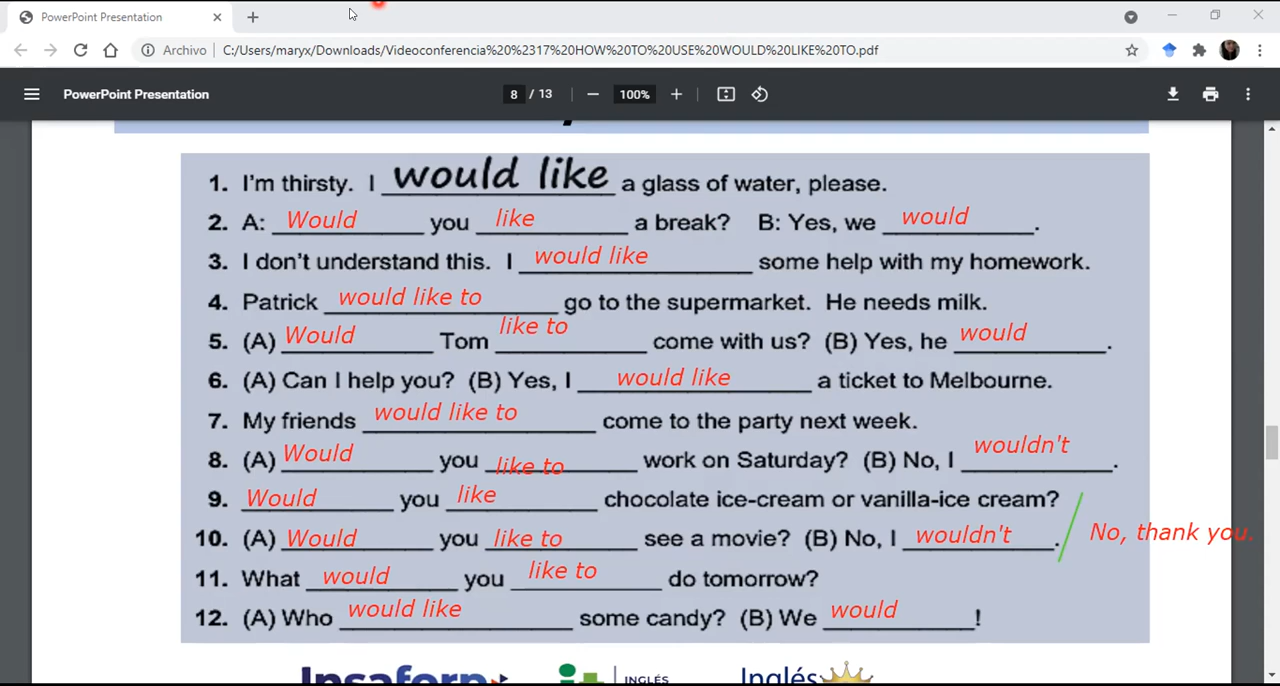 PowerPoint Presentation
Archivo C:/Users/maryx/Downloads/Videoconferencia%20%2317%20HOW%20TO%20USE%20WOULD%20LIKE%20TO.pdf
PowerPoint Presentation 8 / 13 100%
1. I'm thirsty. I would like a glass of water, please.
2. A: Would you like a break? B: Yes, we would.
3. I don't understand this. I would like some help with my homework.
4. Patrick would like to go to the supermarket. He needs milk.
5. (A) Would Tom like to come with us? (B) Yes, he would.
6. (A) Can I help you? (B) Yes, I would like a ticket to Melbourne.
7. My friends would like to come to the party next week.
8. (A) Would you like to work on Saturday? (B) No, I wouldn't.
9. Would you like chocolate ice-cream or vanilla-ice cream?
10. (A) Would you like to see a movie? (B) No, I wouldn't. / No, thank you.
11. What would you like to do tomorrow?
12. (A) Who would like some candy? (B) We would!
Insaforp INGLÉS Inglés